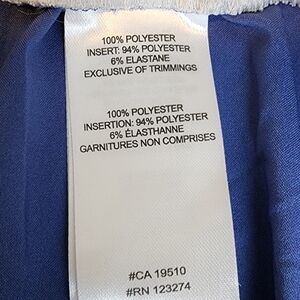 100% POLYESTER
INSERT: 94% POLYESTER
6% ELASTANE
EXCLUSIVE OF TRIMMINGS
100% POLYESTER
INSERTION: 94% POLYESTER
6% ÉLASTHANNE
GARNITURES NON COMPRISES
#CA 19510
#RN 123274